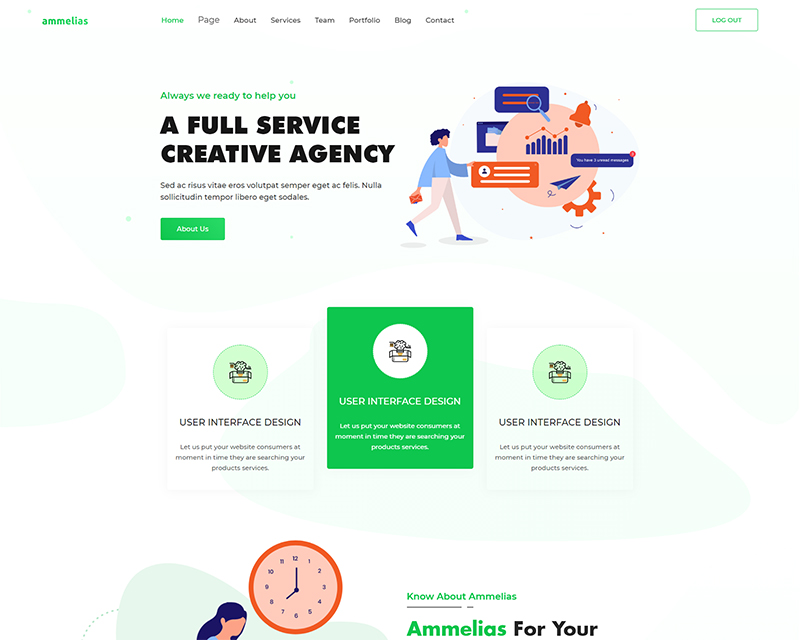 ammelias
Home Page About Services Team Portfolio Blog Contact
LOG OUT
Always we ready to help you
A FULL SERVICE
CREATIVE AGENCY
Sed ac risus vitae eros volutpat semper eget ac felis. Nulla
sollicitudin tempor libero eget sodales.
About Us
You have 3 unread messages
USER INTERFACE DESIGN
Let us put your website consumers at
moment in time they are searching your
products services.
USER INTERFACE DESIGN
Let us put your website consumers at
moment in time they are searching your
products services.
USER INTERFACE DESIGN
Let us put your website consumers at
moment in time they are searching your
products services.
12
11 1
10 2
9 3
8 4
7 5
6
Know About Ammelias
Ammelias For Your